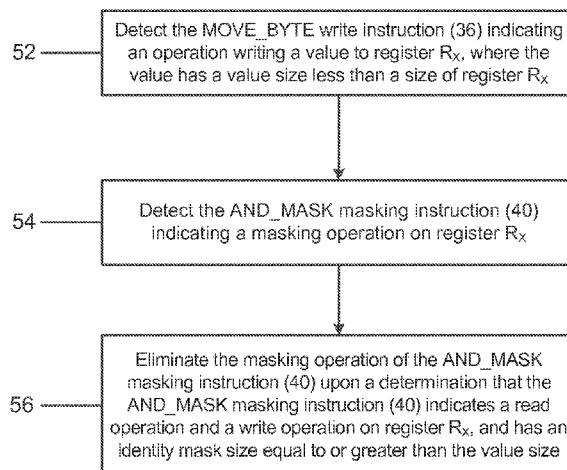 52
Detect the MOVE_BYTE write instruction (36) indicating
an operation writing a value to register Rx, where the
value has a value size less than a size of register Rx
54
Detect the AND_MASK masking instruction (40)
indicating a masking operation on register Rx
56
Eliminate the masking operation of the AND_MASK
masking instruction (40) upon a determination that the
AND_MASK masking instruction (40) indicates a read
operation and a write operation on register Rx, and has an
identity mask size equal to or greater than the value size